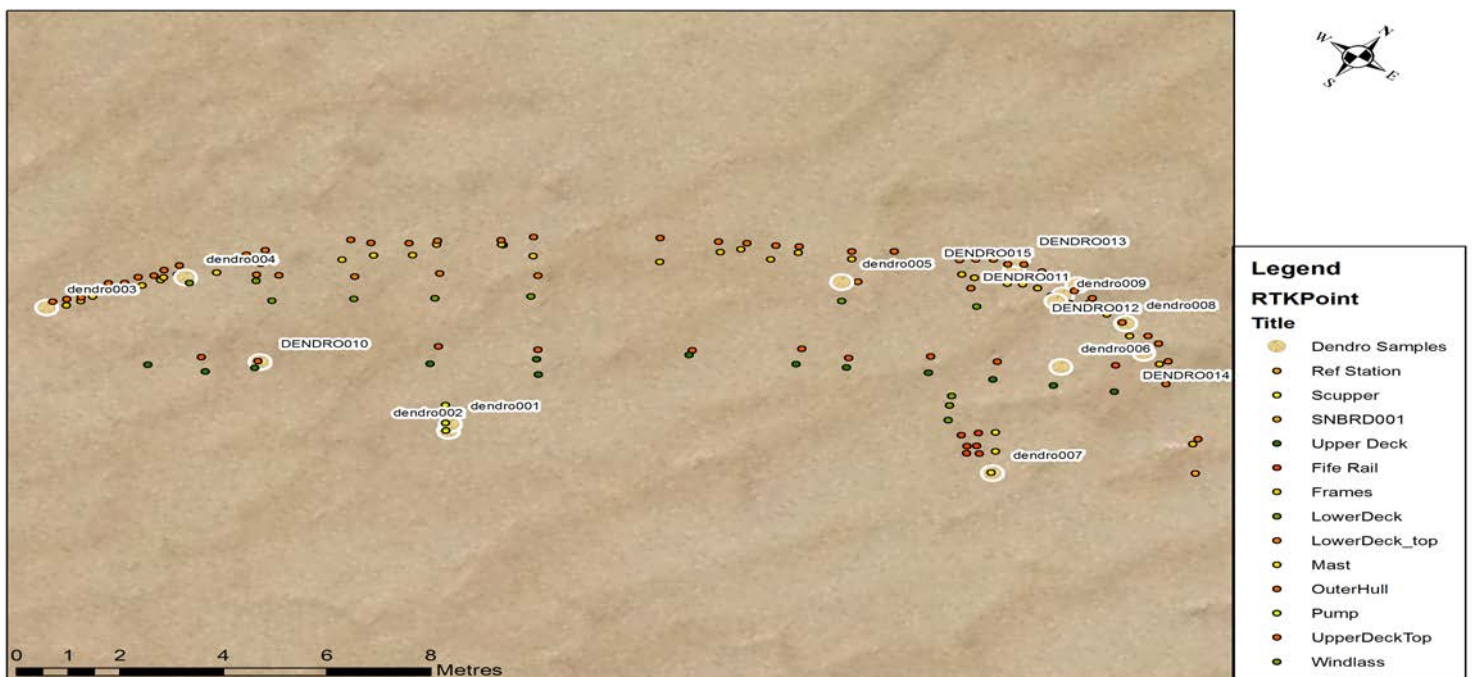 N
W
E
S
DENDRO013
DENDRO015
dendro004
dendro005
DENDRO011
dendro003
dendro009
DENDRO012
dendro008
DENDRO010
dendro006
DENDRO014
dendro001
dendro002
dendro007
0 1 2 4 6 8
Metres
Legend
RTKPoint
Title
Dendro Samples
Ref Station
Scupper
SNBRD001
Upper Deck
Fife Rail
Frames
LowerDeck
LowerDeck_top
Mast
OuterHull
Pump
UpperDeckTop
Windlass